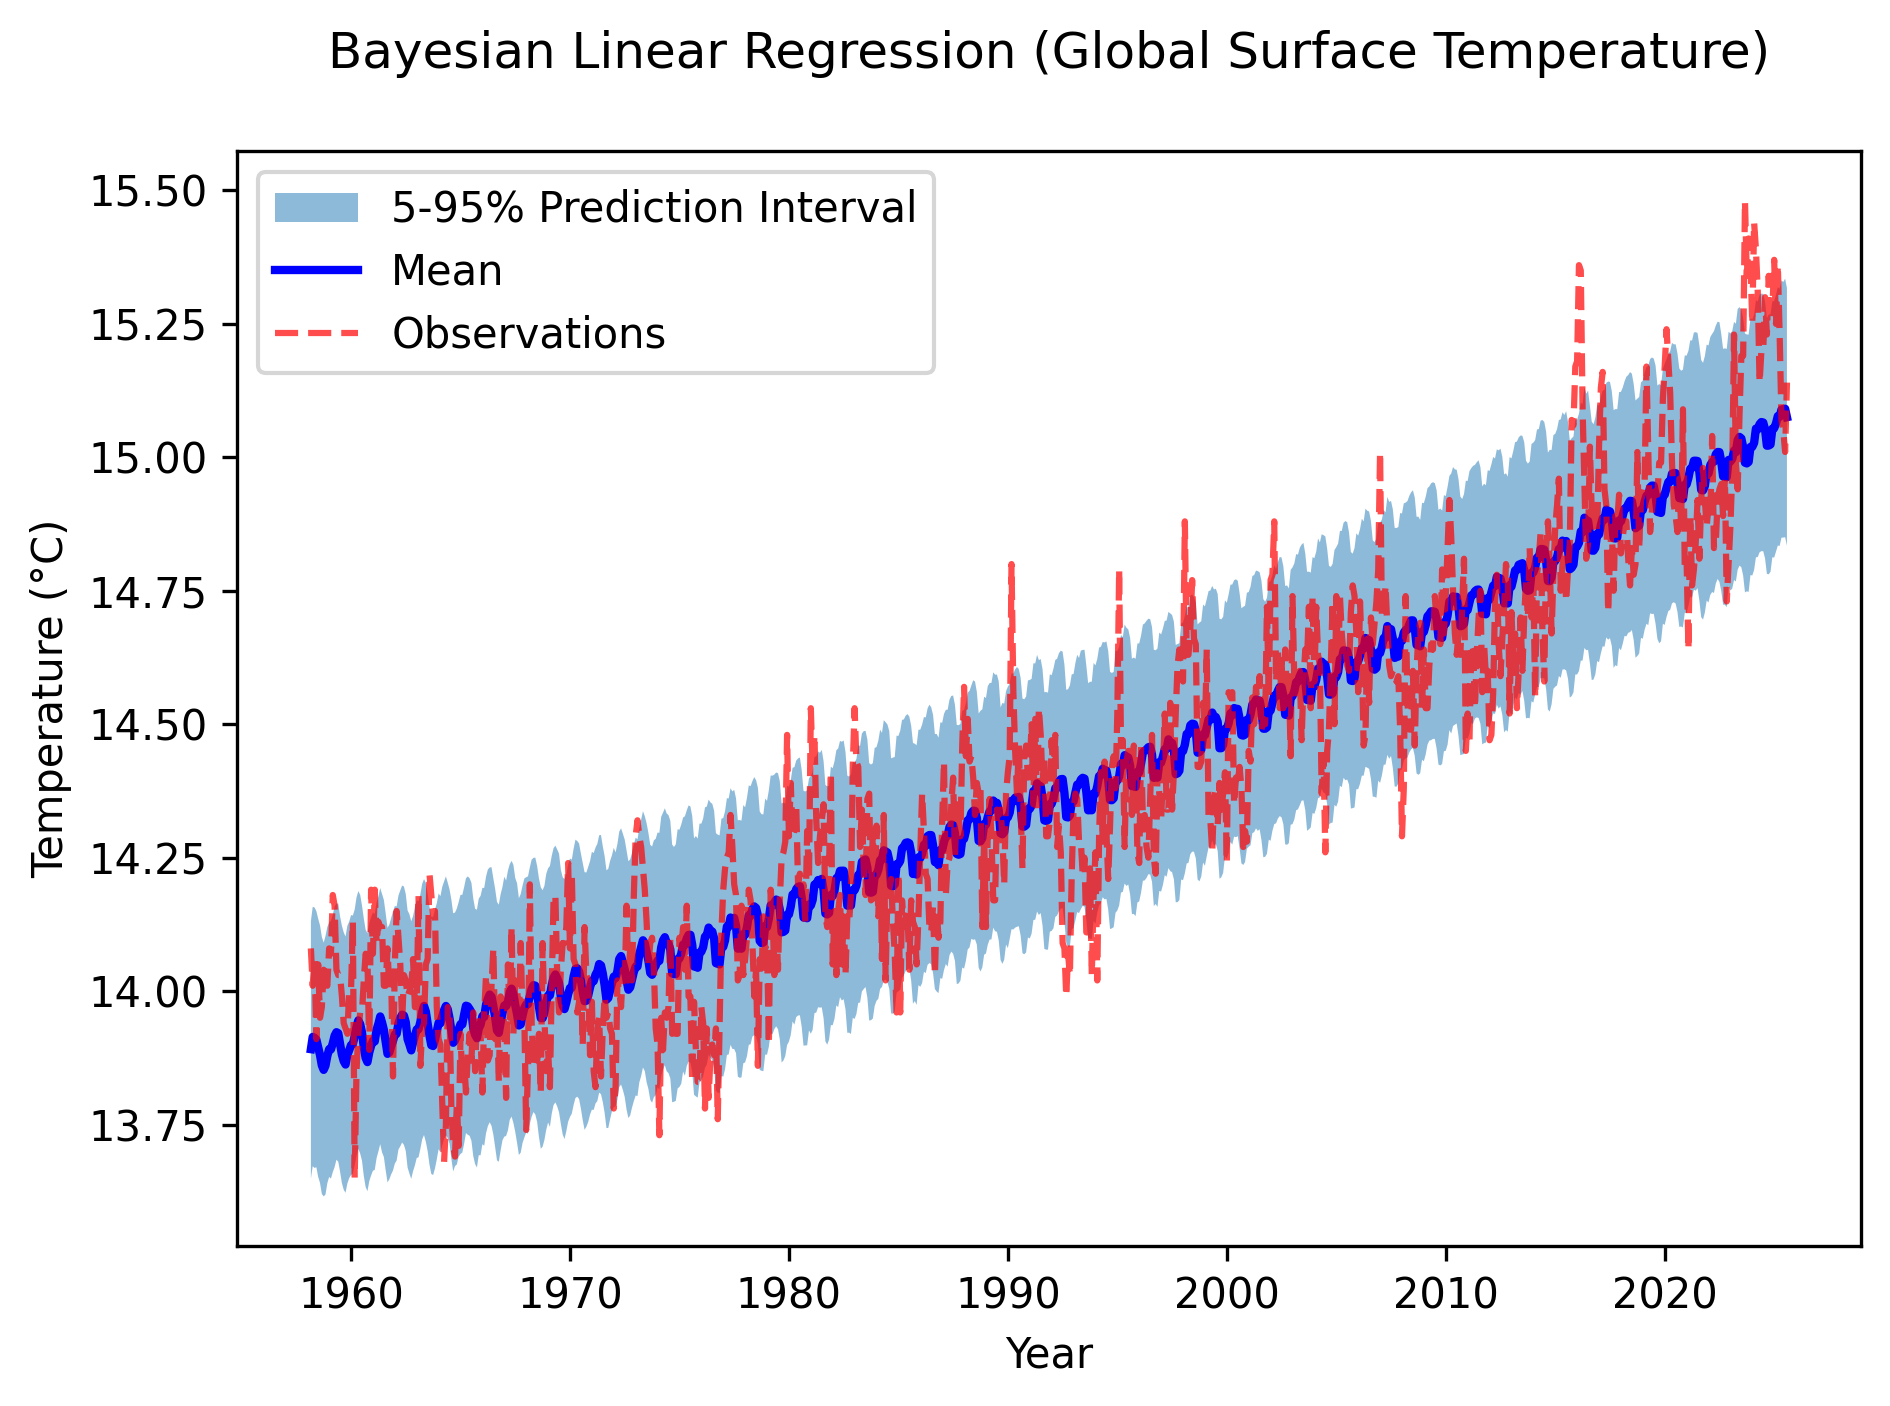 Bayesian Linear Regression (Global Surface Temperature)
5-95% Prediction Interval
Mean
Observations
15.50
15.25
15.00
14.75
14.50
14.25
14.00
13.75
Temperature (°C)
1960 1970 1980 1990 2000 2010 2020
Year